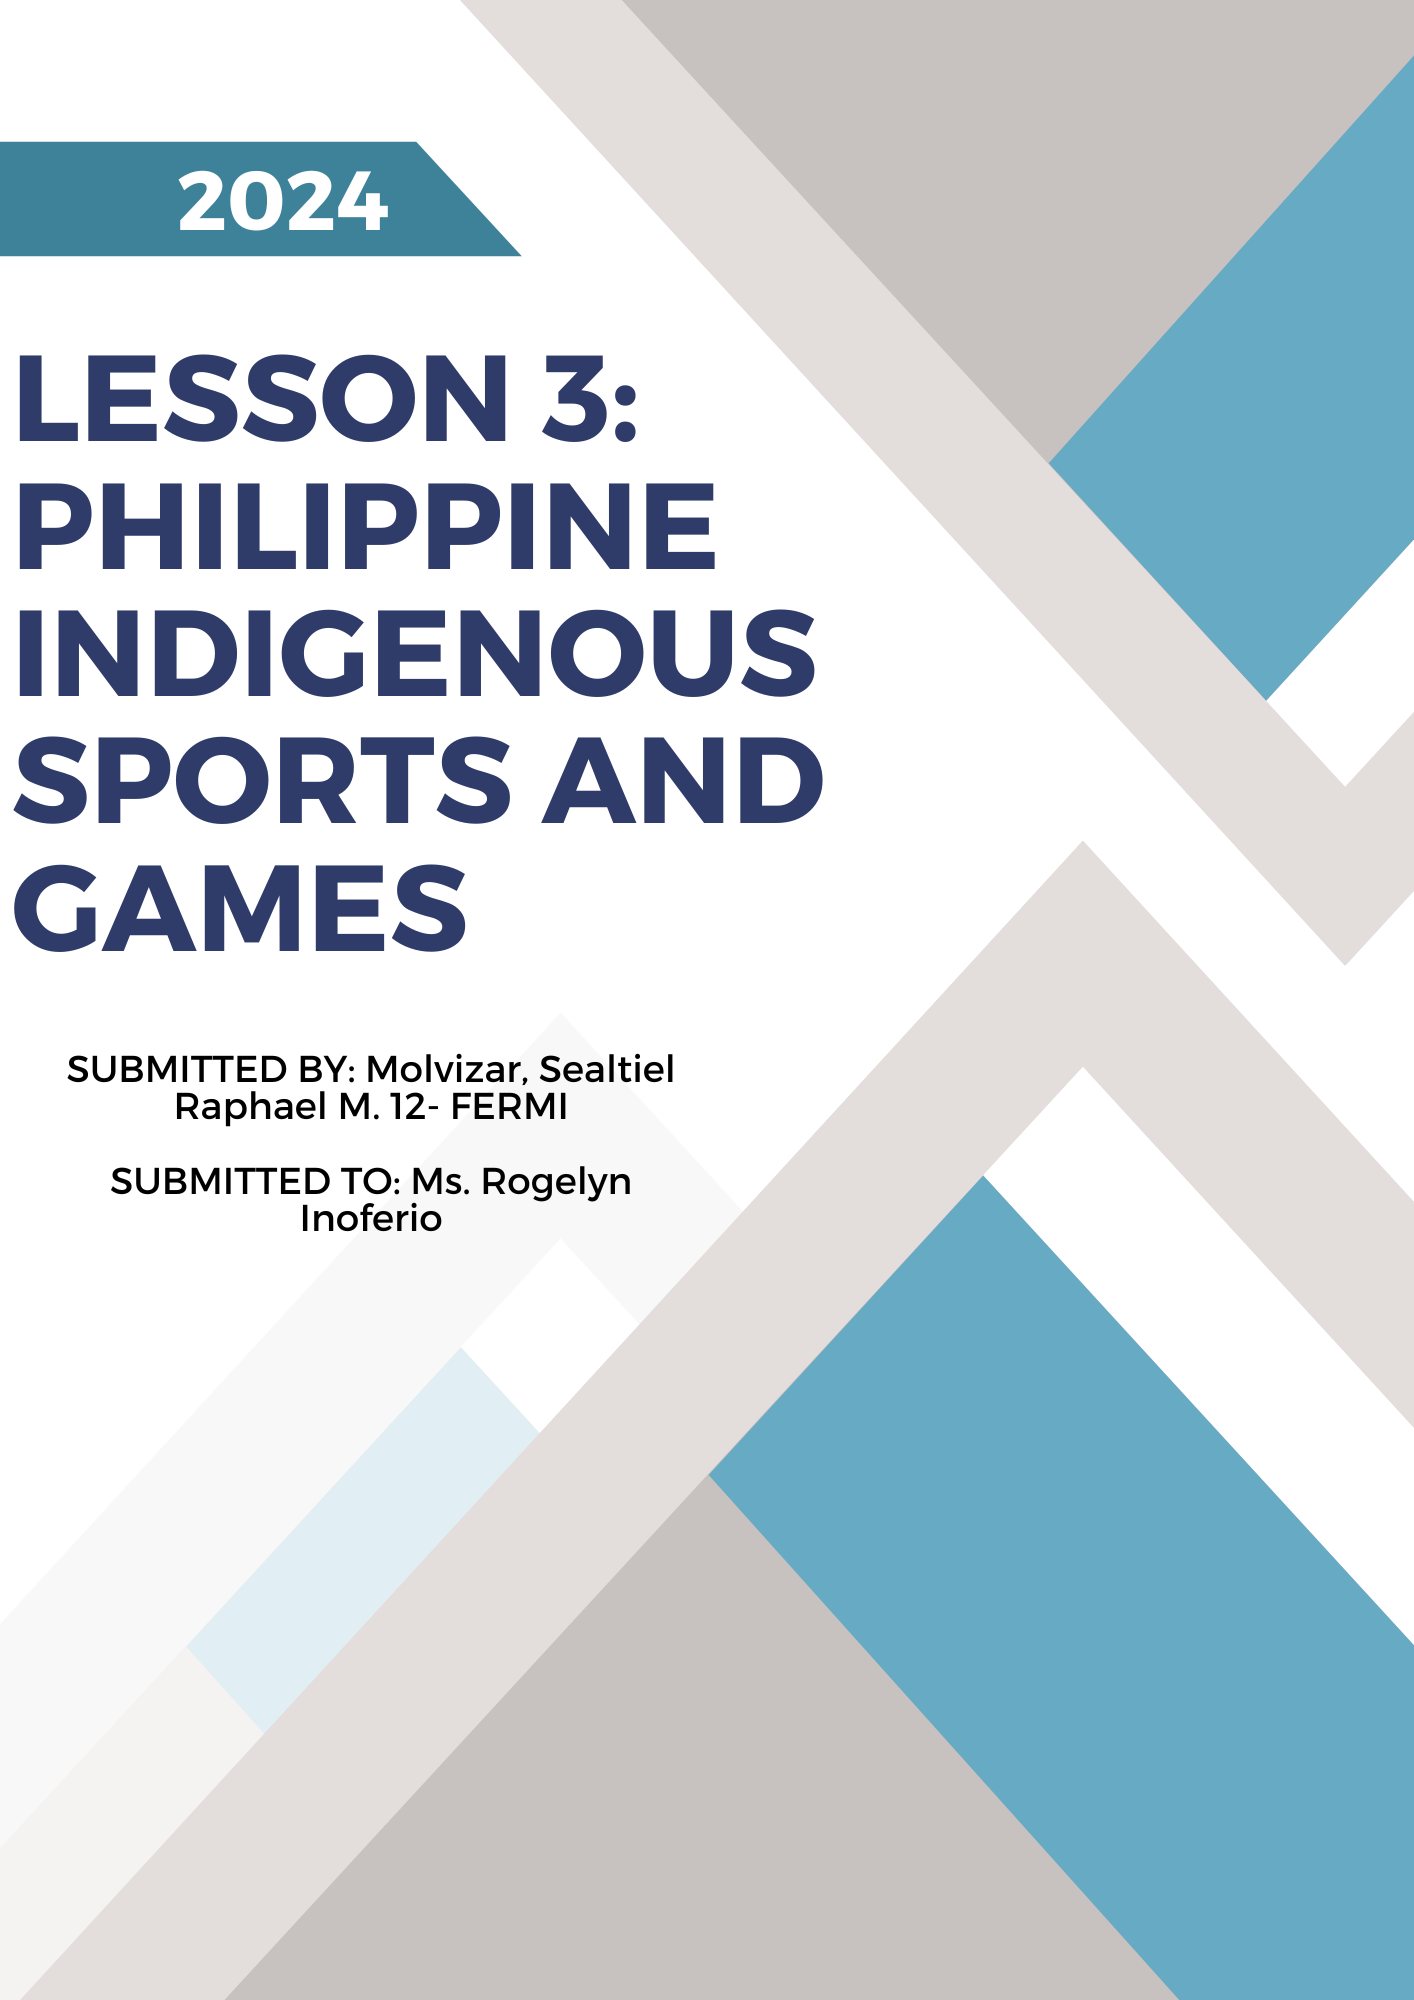 2024
LESSON 3:
PHILIPPINE
INDIGENOUS
SPORTS AND
GAMES
SUBMITTED BY: Molvizar, Sealtiel
Raphael M. 12- FERMI
SUBMITTED TO: Ms. Rogelyn
Inoferio